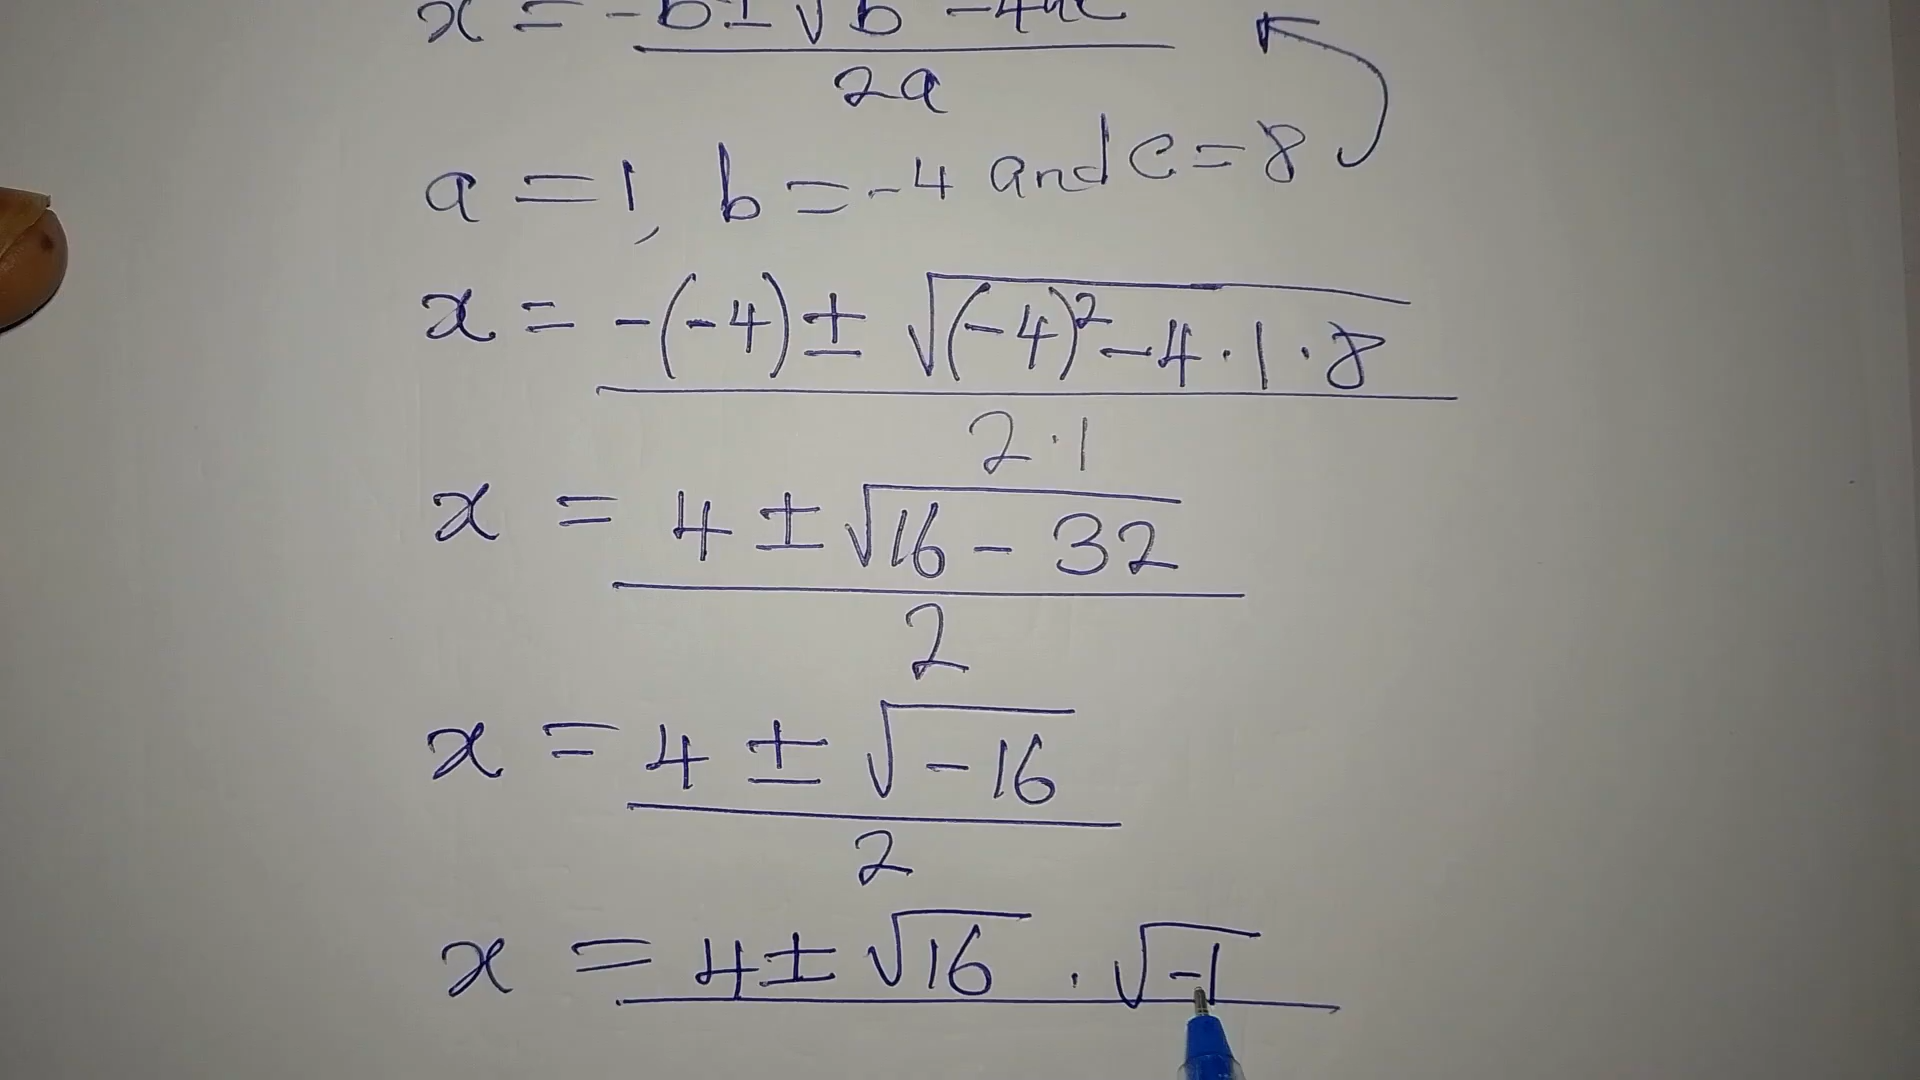 x = -b±√b -4ac
2a
a = 1, b = -4 and c = 8
x = -(-4) ± √(-4)²-4·1·8
2·1
x = 4 ± √16 - 32
2
x = 4 ± √-16
2
x = 4 ± √16 · √-1